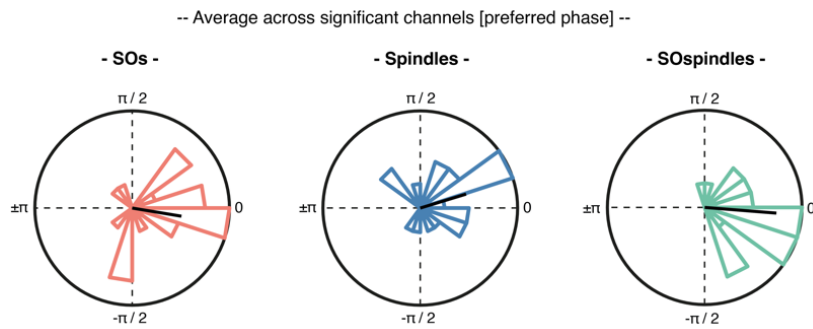 -- Average across significant channels [preferred phase] --
- SOs -
- Spindles -
- SOspindles -
π / 2
π / 2
π / 2
±π
0
±π
0
±π
0
-π / 2
-π / 2
-π / 2